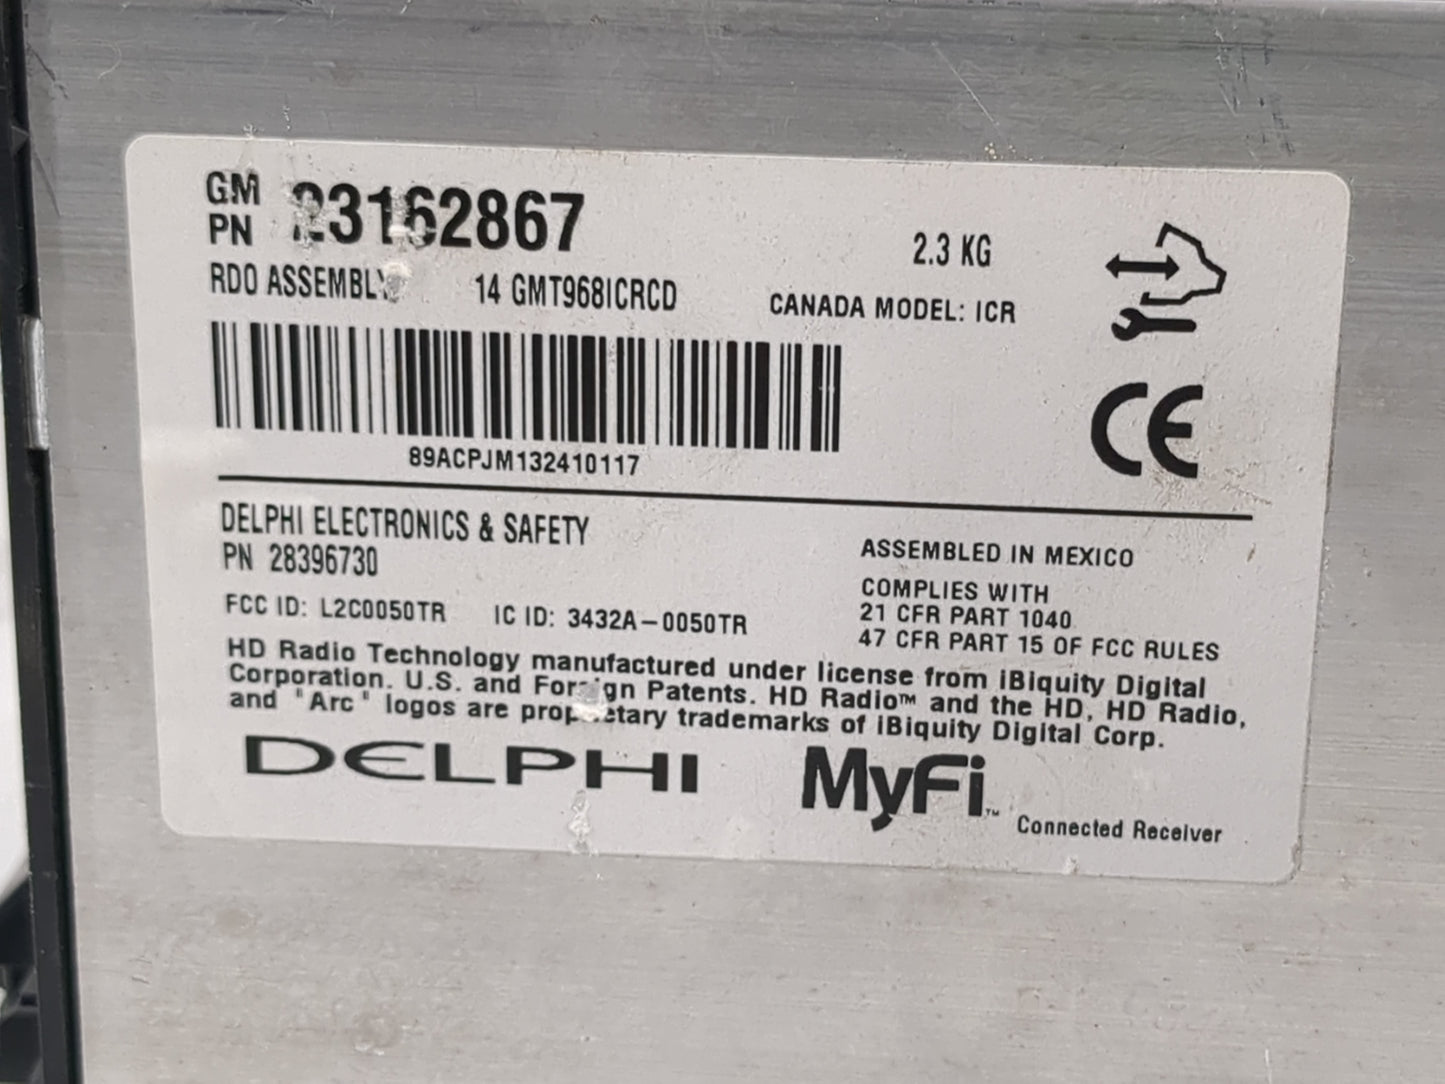 GM PN 23162867
2.3 KG
RDO ASSEMBLY 14 GMT968ICRCD CANADA MODEL: ICR
CE
89ACPJM132410117
DELPHI ELECTRONICS & SAFETY
PN 28396730
FCC ID: L2C0050TR IC ID: 3432A-0050TR
ASSEMBLED IN MEXICO
COMPLIES WITH
21 CFR PART 1040
47 CFR PART 15 OF FCC RULES
HD Radio Technology manufactured under license from iBiquity Digital
Corporation. U.S. and Foreign Patents. HD Radio™ and the HD, HD Radio,
and "Arc" logos are proprietary trademarks of iBiquity Digital Corp.
DELPHI MyFi™ Connected Receiver